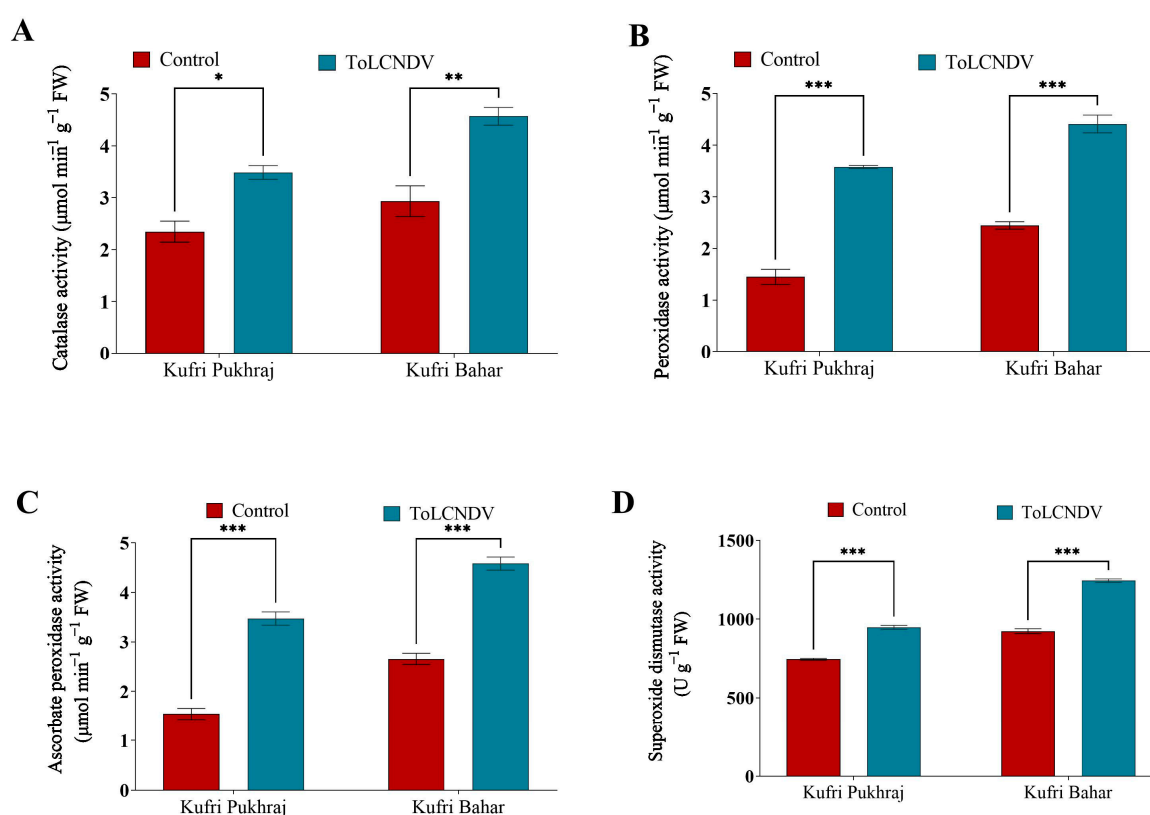 A
Control
ToLCNDV
*
**
Catalase activity (μmol min⁻¹ g⁻¹ FW)
5
4
3
2
1
0
Kufri Pukhraj
Kufri Bahar
B
Control
ToLCNDV
***
***
Peroxidase activity (μmol min⁻¹ g⁻¹ FW)
5
4
3
2
1
0
Kufri Pukhraj
Kufri Bahar
C
Control
ToLCNDV
***
***
Ascorbate peroxidase activity
(μmol min⁻¹ g⁻¹ FW)
5
4
3
2
1
0
Kufri Pukhraj
Kufri Bahar
D
Control
ToLCNDV
***
***
Superoxide dismutase activity
(U g⁻¹ FW)
1500
1000
500
0
Kufri Pukhraj
Kufri Bahar